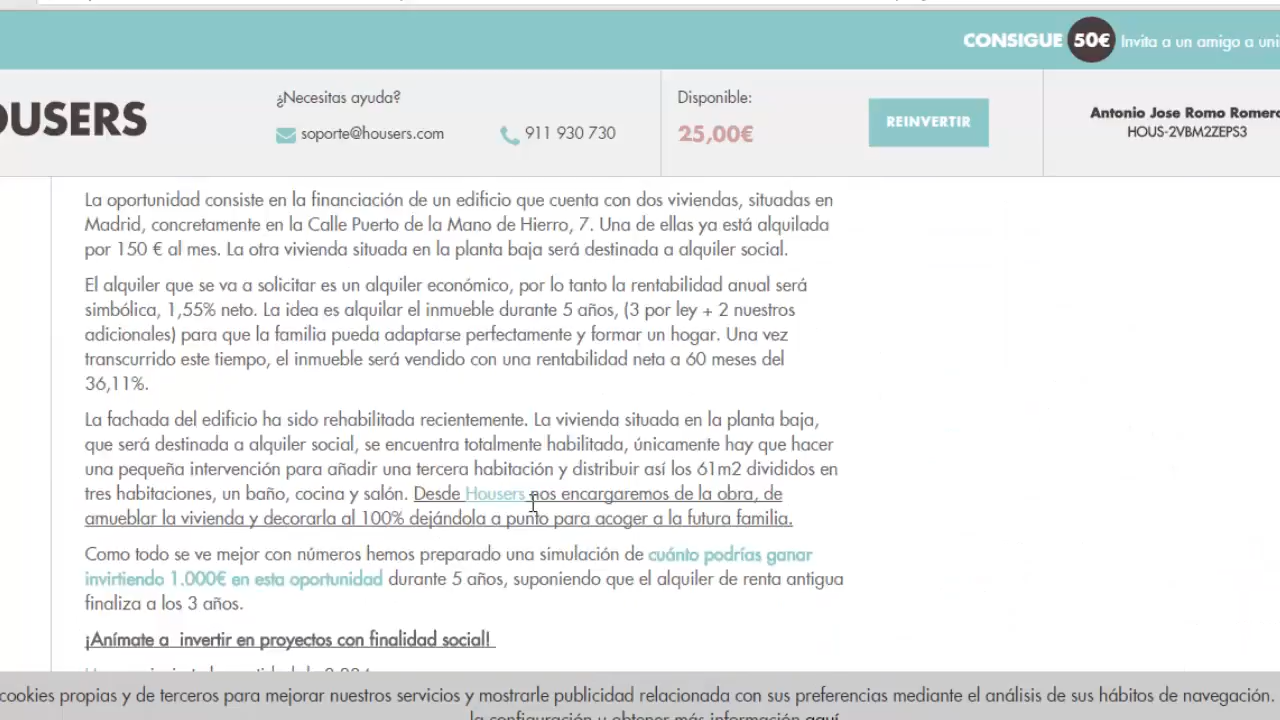 CONSIGUE 50€ Invita a un amigo a
¿Necesitas ayuda?
soporte@housers.com 911 930 730
Disponible:
25,00€
REINVERTIR
Antonio Jose Romo Romero
HOUS-2VBM2ZEPS3
OUSERS
La oportunidad consiste en la financiación de un edificio que cuenta con dos viviendas, situadas en
Madrid, concretamente en la Calle Puerto de la Mano de Hierro, 7. Una de ellas ya está alquilada
por 150 € al mes. La otra vivienda situada en la planta baja será destinada a alquiler social.
El alquiler que se va a solicitar es un alquiler económico, por lo tanto la rentabilidad anual será
simbólica, 1,55% neto. La idea es alquilar el inmueble durante 5 años, (3 por ley + 2 nuestros
adicionales) para que la familia pueda adaptarse perfectamente y formar un hogar. Una vez
transcurrido este tiempo, el inmueble será vendido con una rentabilidad neta a 60 meses del
36,11%.
La fachada del edificio ha sido rehabilitada recientemente. La vivienda situada en la planta baja,
que será destinada a alquiler social, se encuentra totalmente habilitada, únicamente hay que hacer
una pequeña intervención para añadir una tercera habitación y distribuir así los 61m2 divididos en
tres habitaciones, un baño, cocina y salón. Desde Housers nos encargaremos de la obra, de
amueblar la vivienda y decorarla al 100% dejándola a punto para acoger a la futura familia.
Como todo se ve mejor con números hemos preparado una simulación de cuánto podrías ganar
invirtiendo 1.000€ en esta oportunidad durante 5 años, suponiendo que el alquiler de renta antigua
finaliza a los 3 años.
¡Anímate a invertir en proyectos con finalidad social!
cookies propias y de terceros para mejorar nuestros servicios y mostrarle publicidad relacionada con sus preferencias mediante el análisis de sus hábitos de navegación.
la configuración u obtener más información aquí